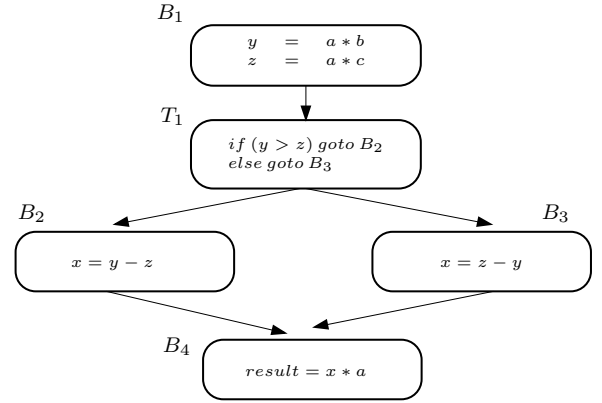 B₁
y = a ∗ b
z = a ∗ c
T₁
if (y > z) goto B₂
else goto B₃
B₂
B₃
x = y − z
x = z − y
B₄
result = x ∗ a